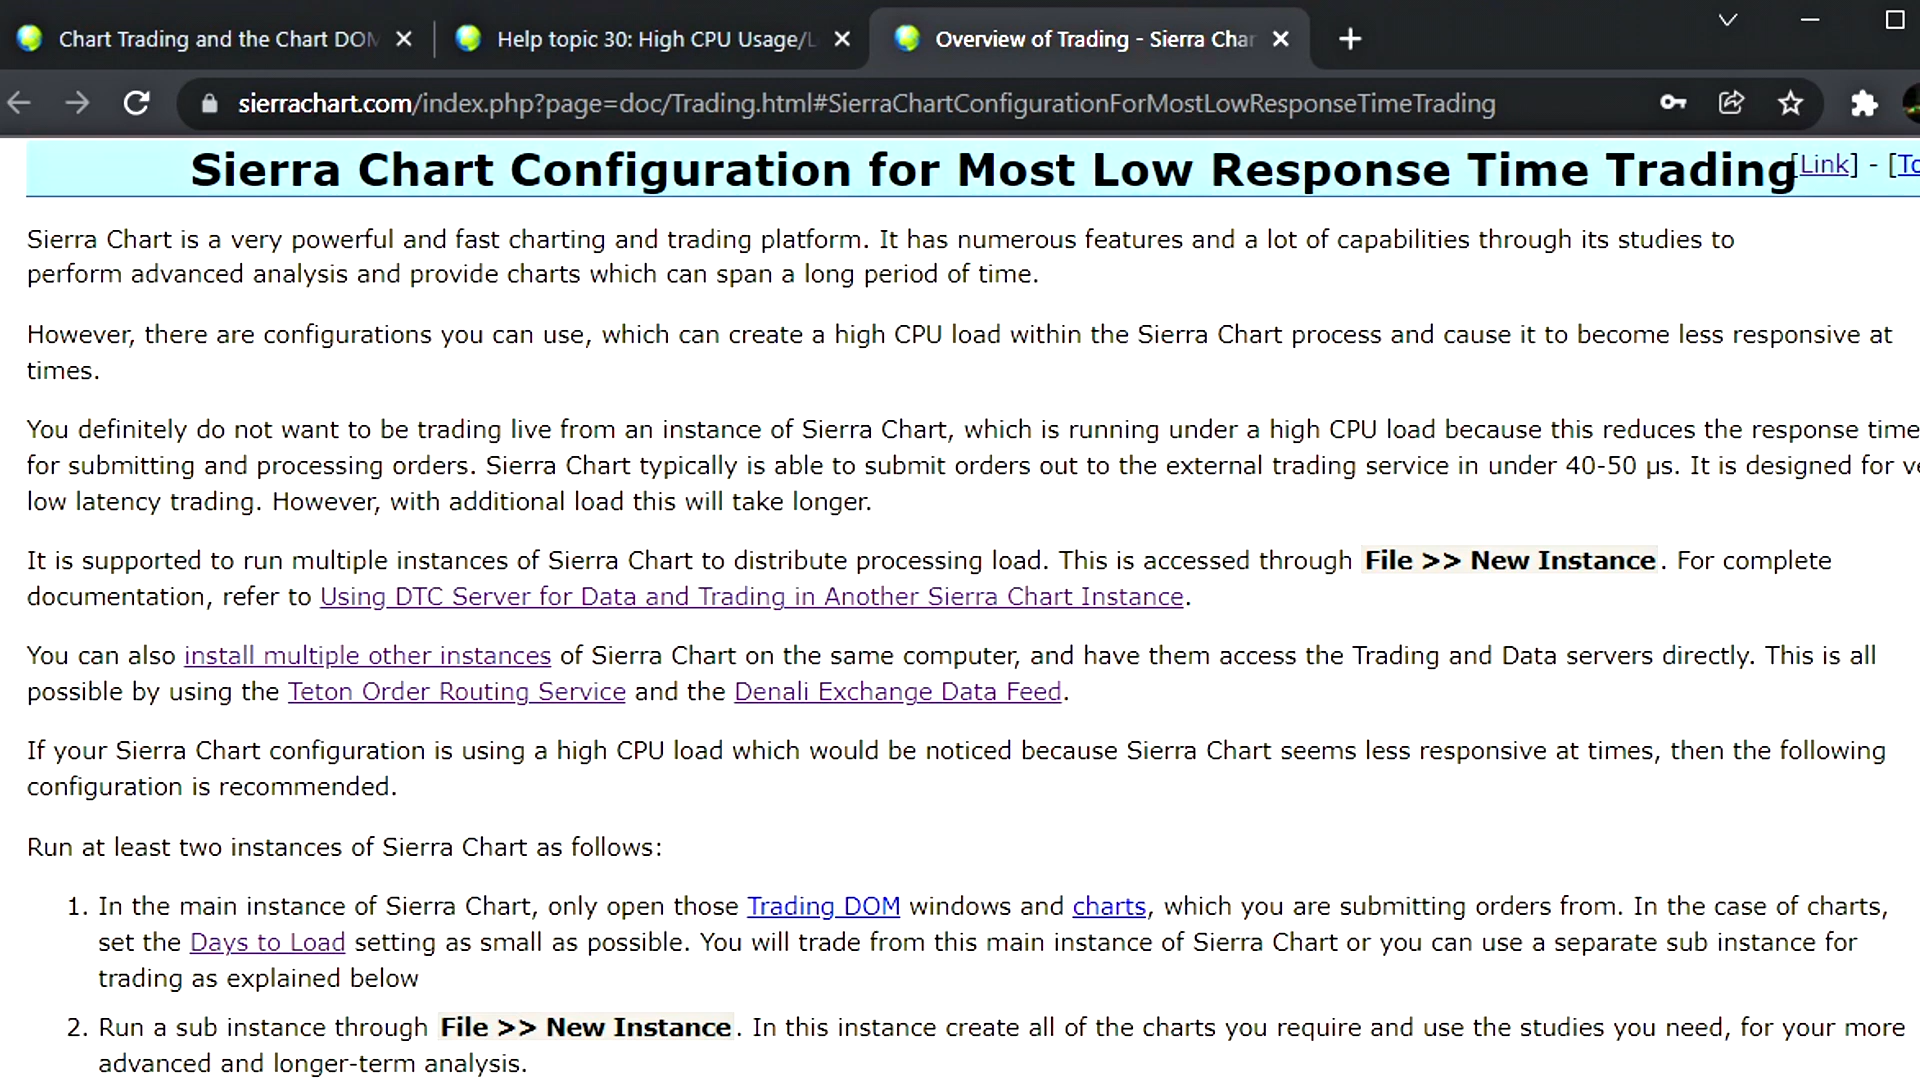 Chart Trading and the Chart DOM
Help topic 30: High CPU Usage/L
Overview of Trading - Sierra Char
sierrachart.com/index.php?page=doc/Trading.html#SierraChartConfigurationForMostLowResponseTimeTrading
Sierra Chart Configuration for Most Low Response Time Trading [Link] - [To
Sierra Chart is a very powerful and fast charting and trading platform. It has numerous features and a lot of capabilities through its studies to
perform advanced analysis and provide charts which can span a long period of time.
However, there are configurations you can use, which can create a high CPU load within the Sierra Chart process and cause it to become less responsive at
times.
You definitely do not want to be trading live from an instance of Sierra Chart, which is running under a high CPU load because this reduces the response time
for submitting and processing orders. Sierra Chart typically is able to submit orders out to the external trading service in under 40-50 µs. It is designed for ve
low latency trading. However, with additional load this will take longer.
It is supported to run multiple instances of Sierra Chart to distribute processing load. This is accessed through File >> New Instance. For complete
documentation, refer to Using DTC Server for Data and Trading in Another Sierra Chart Instance.
You can also install multiple other instances of Sierra Chart on the same computer, and have them access the Trading and Data servers directly. This is all
possible by using the Teton Order Routing Service and the Denali Exchange Data Feed.
If your Sierra Chart configuration is using a high CPU load which would be noticed because Sierra Chart seems less responsive at times, then the following
configuration is recommended.
Run at least two instances of Sierra Chart as follows:
1. In the main instance of Sierra Chart, only open those Trading DOM windows and charts, which you are submitting orders from. In the case of charts,
set the Days to Load setting as small as possible. You will trade from this main instance of Sierra Chart or you can use a separate sub instance for
trading as explained below
2. Run a sub instance through File >> New Instance. In this instance create all of the charts you require and use the studies you need, for your more
advanced and longer-term analysis.